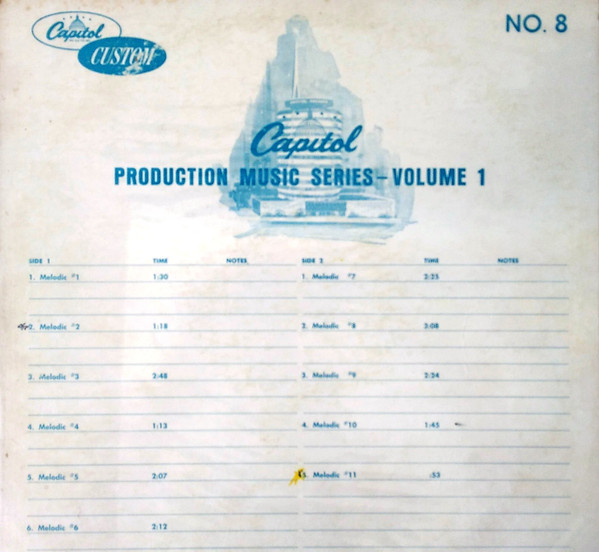 Capitol
CUSTOM
NO. 8
Capitol
PRODUCTION MUSIC SERIES–VOLUME 1
SIDE 1 TIME NOTES SIDE 2 TIME NOTES
1. Melodic #1 1:30 1. Melodic #7 2:25
2. Melodic #2 1:18 2. Melodic #8 2:08
3. Melodic #3 2:48 3. Melodic #9 2:24
4. Melodic #4 1:13 4. Melodic #10 1:45
5. Melodic #5 2:07 5. Melodic #11 :53
6. Melodic #6 2:12